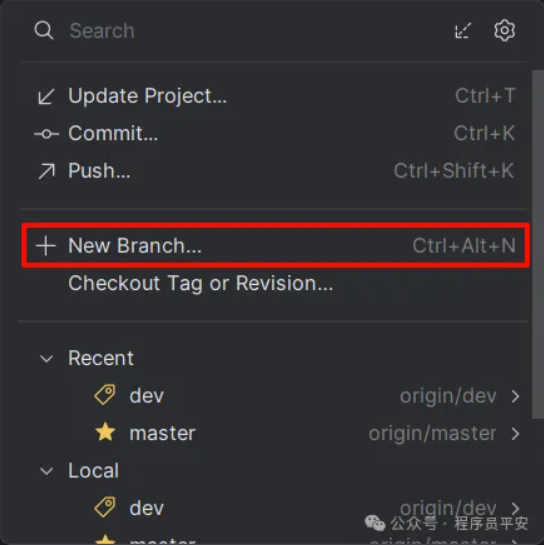 Search
Update Project... Ctrl+T
Commit... Ctrl+K
Push... Ctrl+Shift+K
New Branch... Ctrl+Alt+N
Checkout Tag or Revision...
Recent
dev origin/dev
master origin/master
Local
dev origin/dev
公众号 · 程序员平安
master